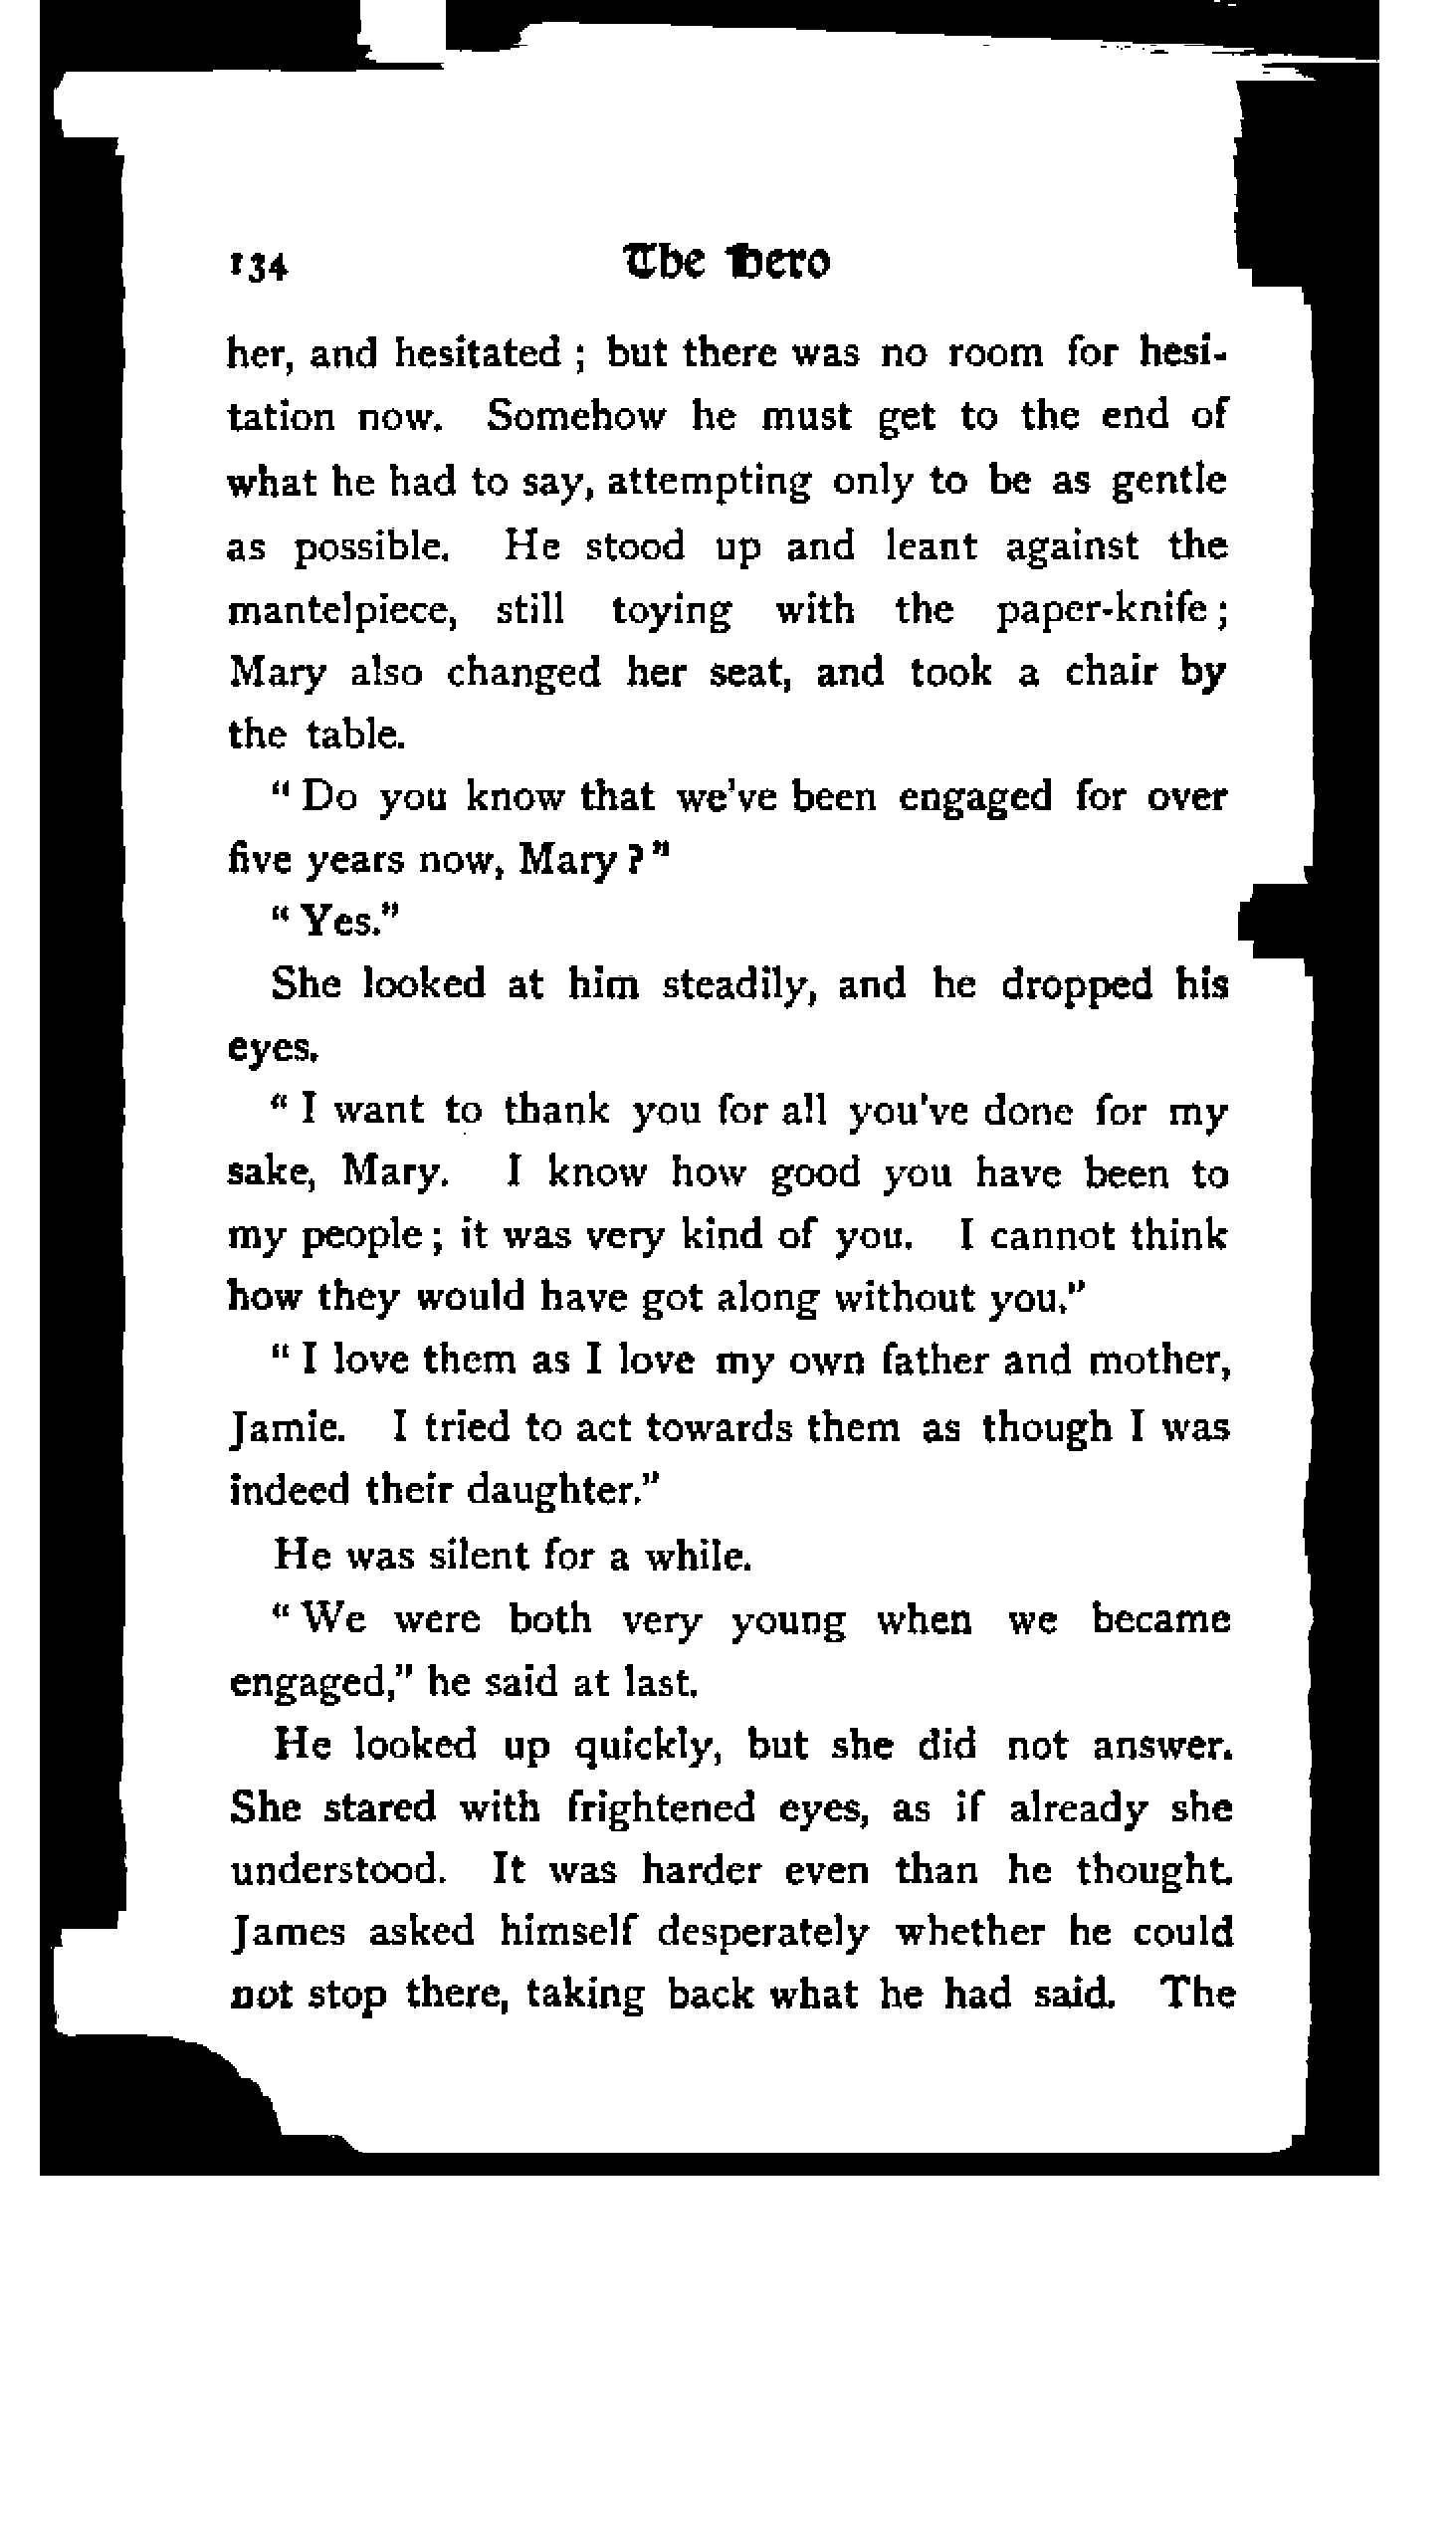 134 The Hero
her, and hesitated ; but there was no room for hesi-
tation now. Somehow he must get to the end of
what he had to say, attempting only to be as gentle
as possible. He stood up and leant against the
mantelpiece, still toying with the paper-knife ;
Mary also changed her seat, and took a chair by
the table.
“ Do you know that we've been engaged for over
five years now, Mary ? ”
“ Yes.”
She looked at him steadily, and he dropped his
eyes.
“ I want to thank you for all you've done for my
sake, Mary. I know how good you have been to
my people ; it was very kind of you. I cannot think
how they would have got along without you.”
“ I love them as I love my own father and mother,
Jamie. I tried to act towards them as though I was
indeed their daughter.”
He was silent for a while.
“ We were both very young when we became
engaged,” he said at last.
He looked up quickly, but she did not answer.
She stared with frightened eyes, as if already she
understood. It was harder even than he thought.
James asked himself desperately whether he could
not stop there, taking back what he had said. The